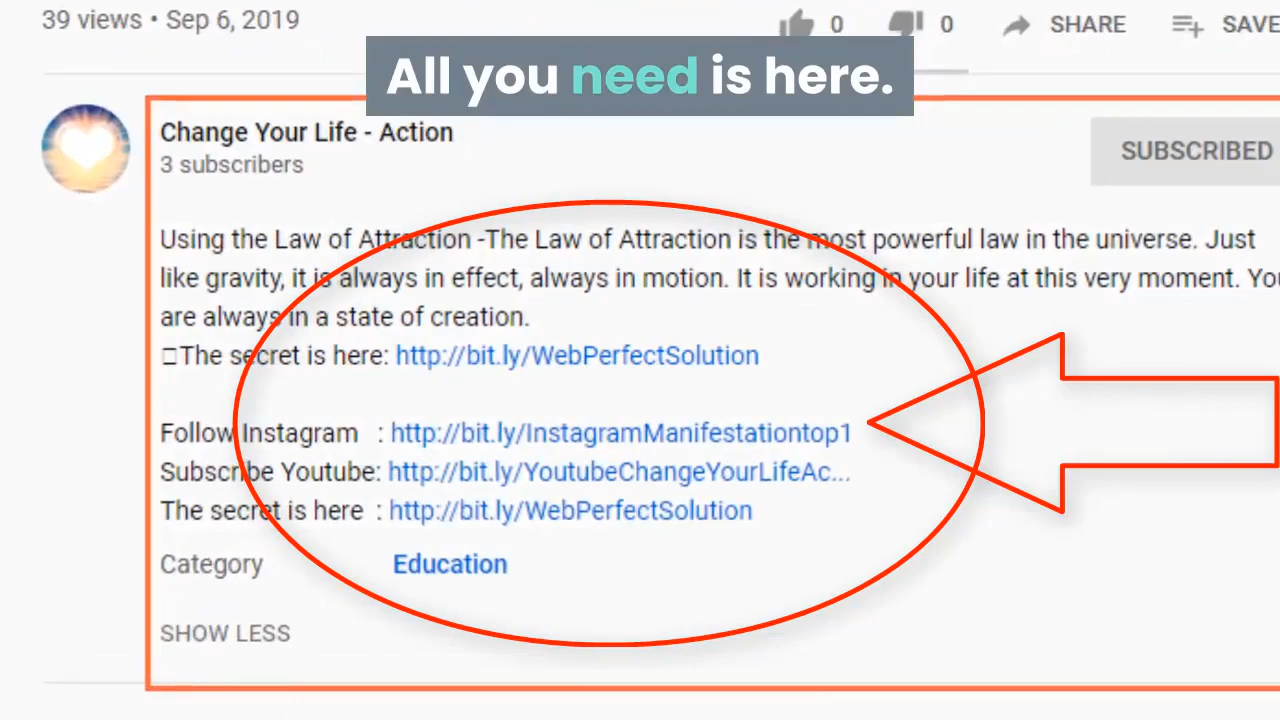 39 views • Sep 6, 2019
0
0
SHARE
SAVE
All you need is here.
Change Your Life - Action
3 subscribers
SUBSCRIBED
Using the Law of Attraction -The Law of Attraction is the most powerful law in the universe. Just
like gravity, it is always in effect, always in motion. It is working in your life at this very moment. You
are always in a state of creation.
The secret is here: http://bit.ly/WebPerfectSolution
Follow Instagram : http://bit.ly/InstagramManifestationtop1
Subscribe Youtube: http://bit.ly/YoutubeChangeYourLifeAc...
The secret is here : http://bit.ly/WebPerfectSolution
Category Education
SHOW LESS